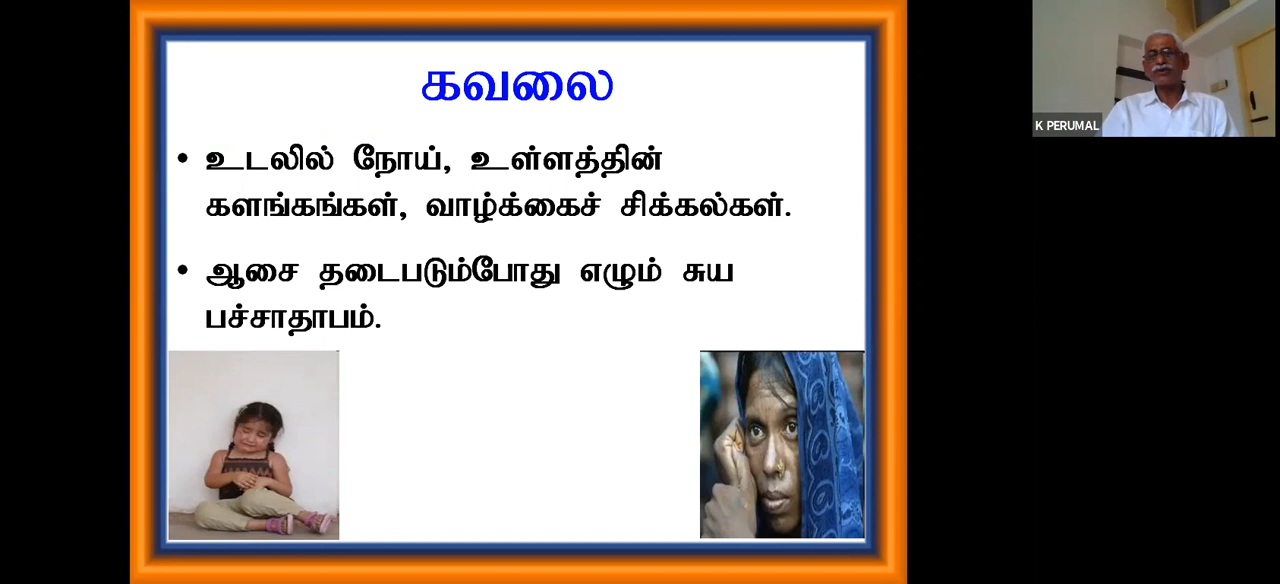 கவலை
• உடலில் நோய், உள்ளத்தின்
களங்கங்கள், வாழ்க்கைச் சிக்கல்கள்.
• ஆசை தடைபடும்போது எழும் சுய
பச்சாதாபம்.
K PERUMAL